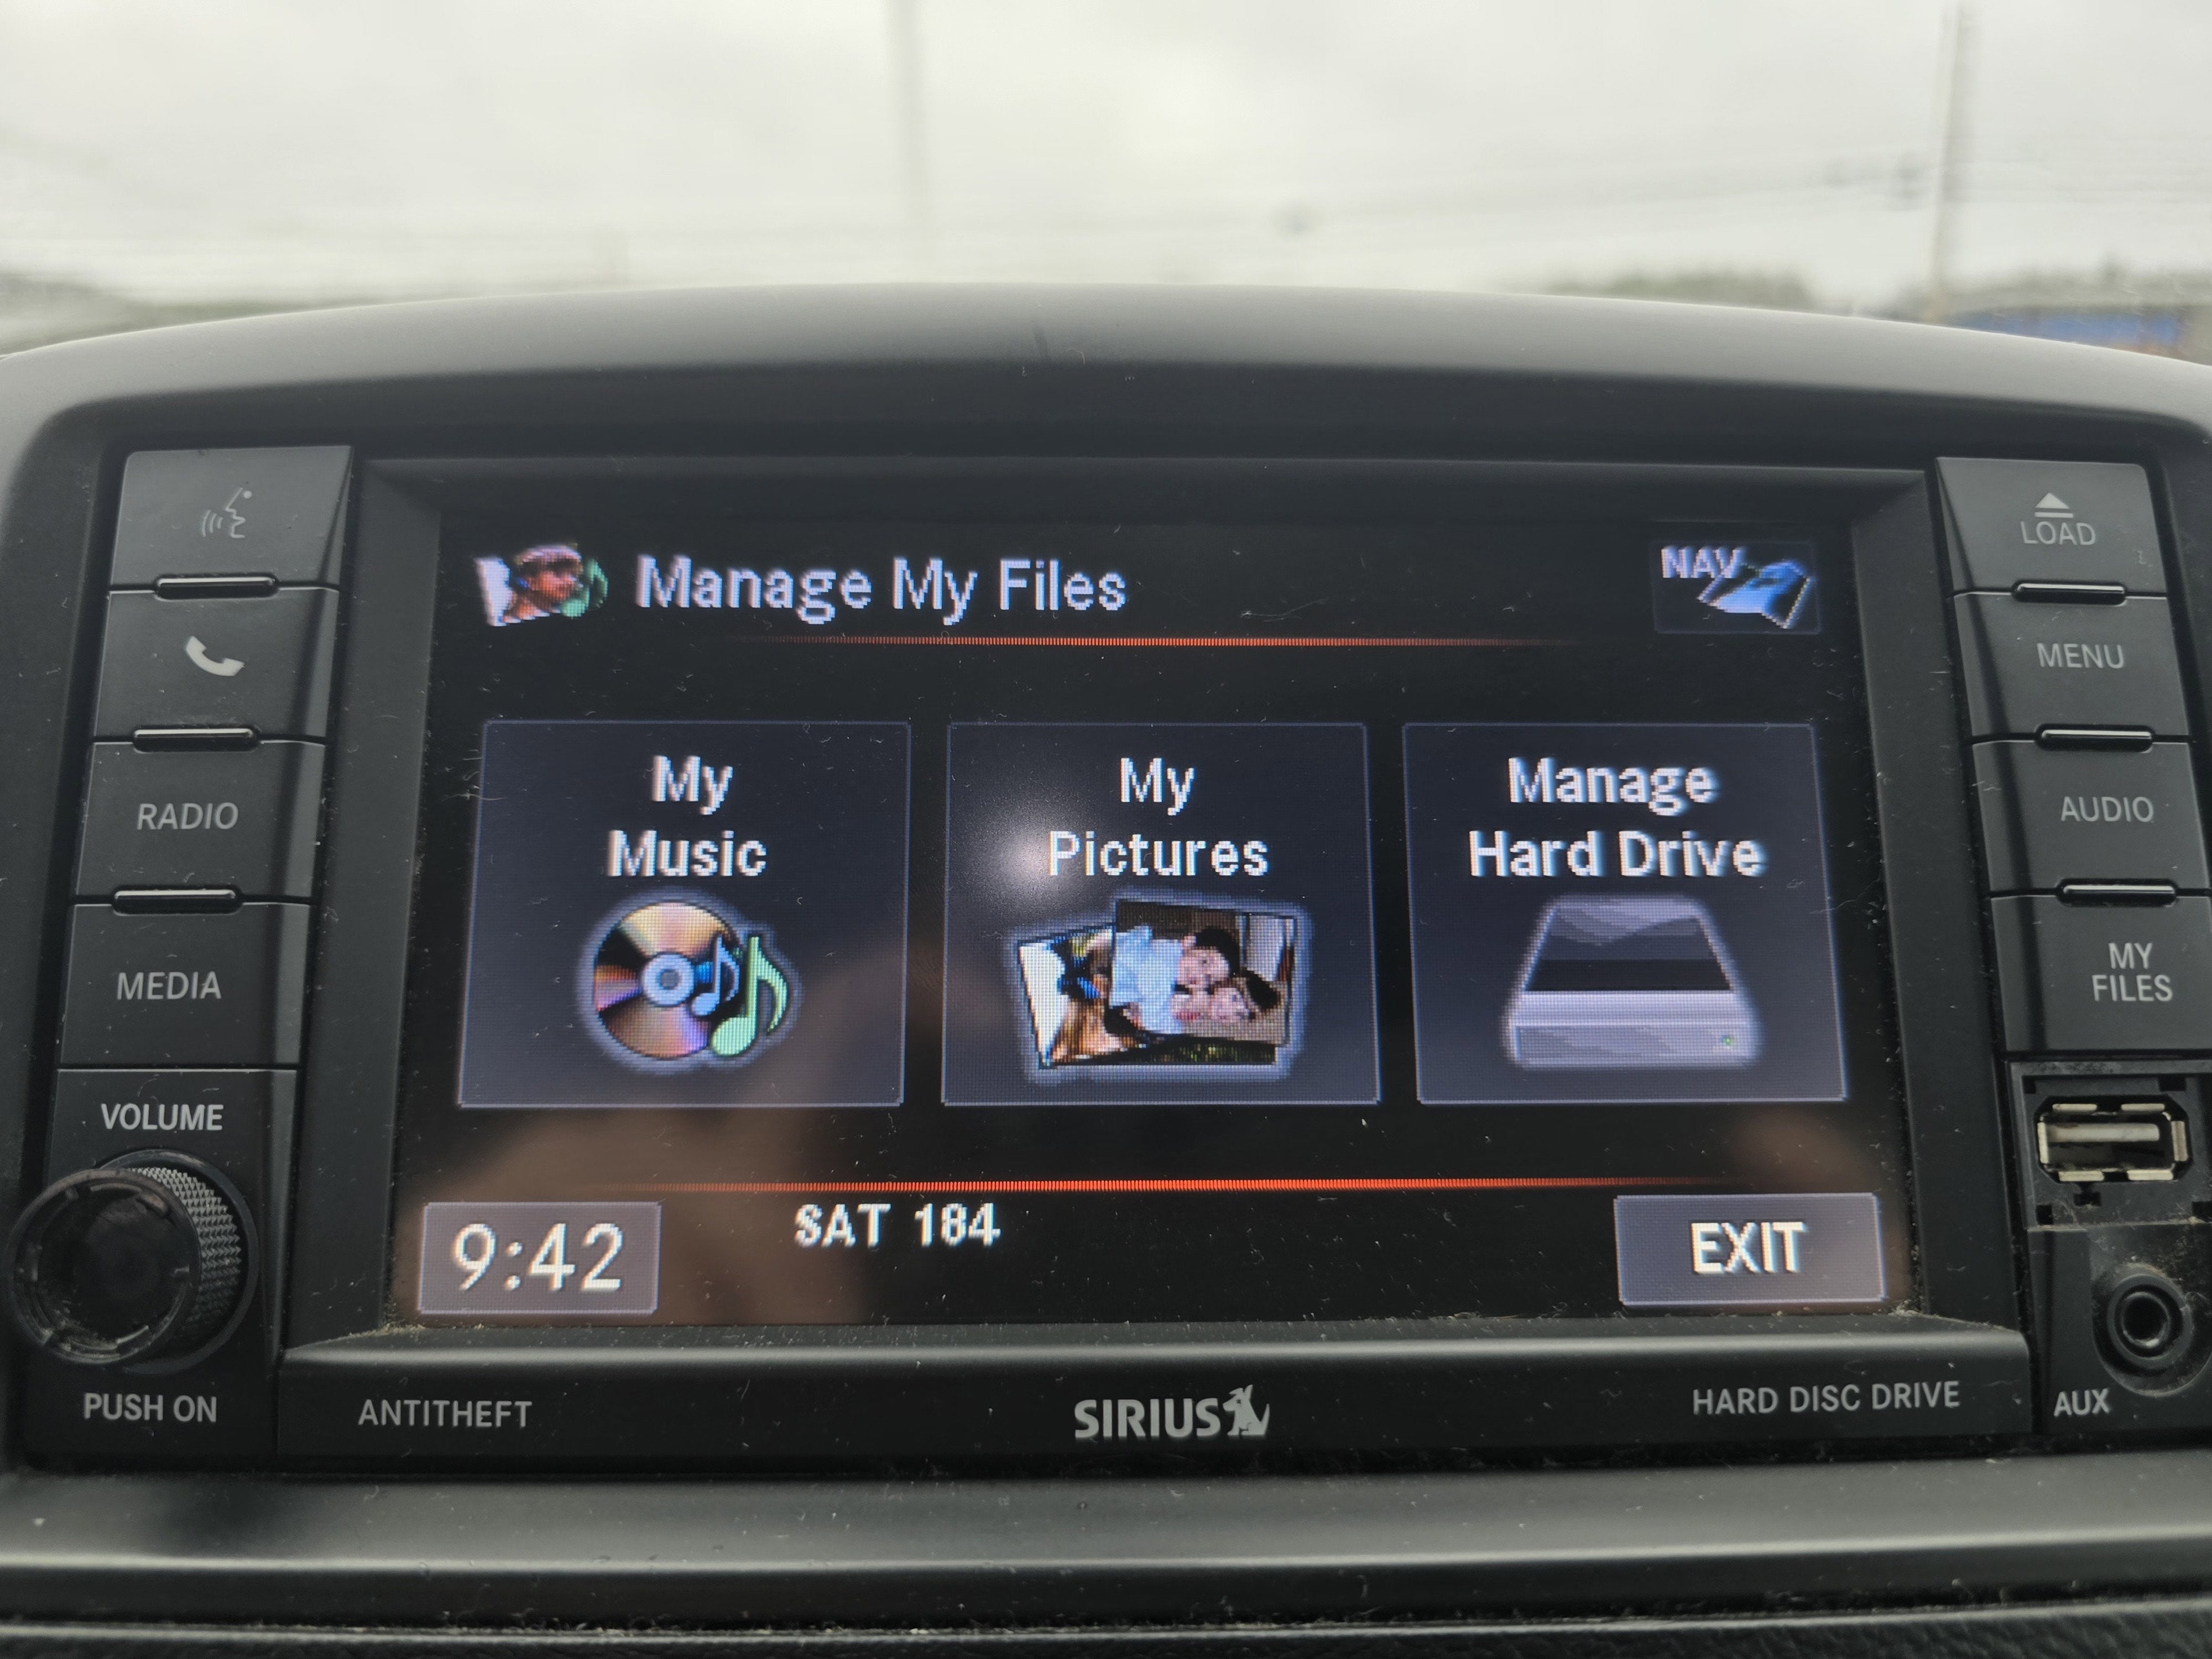 Manage My Files
NAV
My
Music
My
Pictures
Manage
Hard Drive
9:42
SAT 184
EXIT
RADIO
MEDIA
VOLUME
PUSH ON
LOAD
MENU
AUDIO
MY
FILES
AUX
ANTITHEFT
SIRIUS
HARD DISC DRIVE